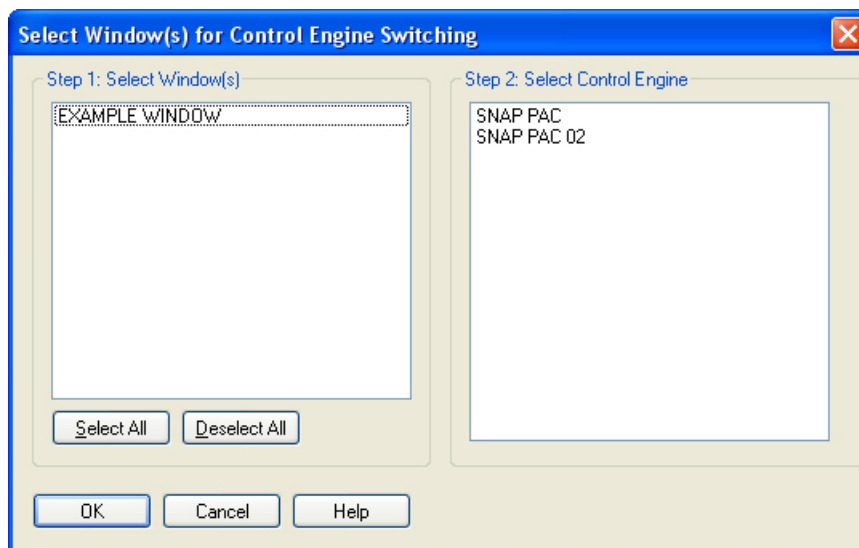 Select Window(s) for Control Engine Switching
Step 1: Select Window(s)
EXAMPLE WINDOW
Select All
Deselect All
Step 2: Select Control Engine
SNAP PAC
SNAP PAC 02
OK
Cancel
Help